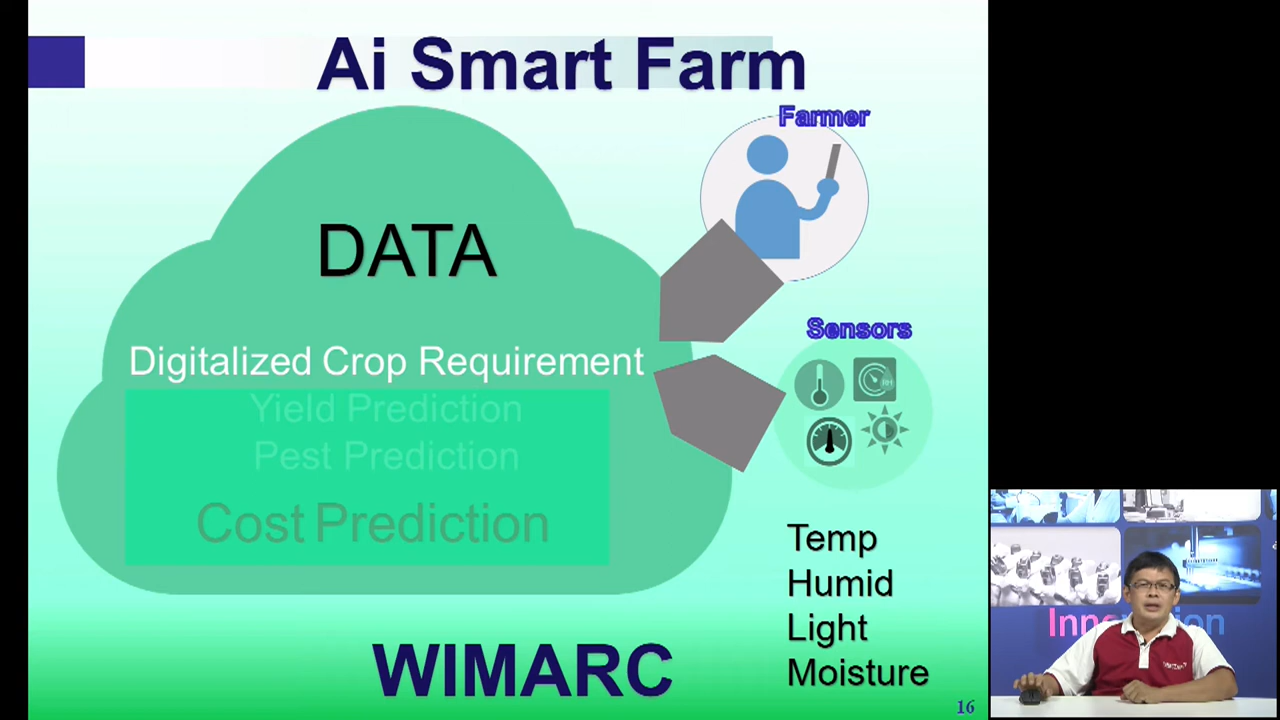 Ai Smart Farm
Farmer
DATA
Sensors
Digitalized Crop Requirement
Yield Prediction
Pest Prediction
Cost Prediction
RH
Temp
Humid
Light
Moisture
WIMARC
16